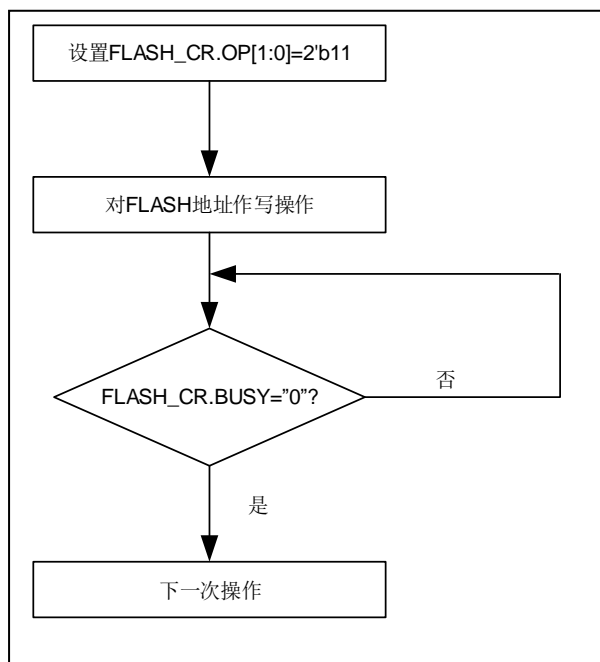 设置FLASH_CR.OP[1:0]=2'b11
对FLASH地址作写操作
FLASH_CR.BUSY=”0”?
否
是
下一次操作